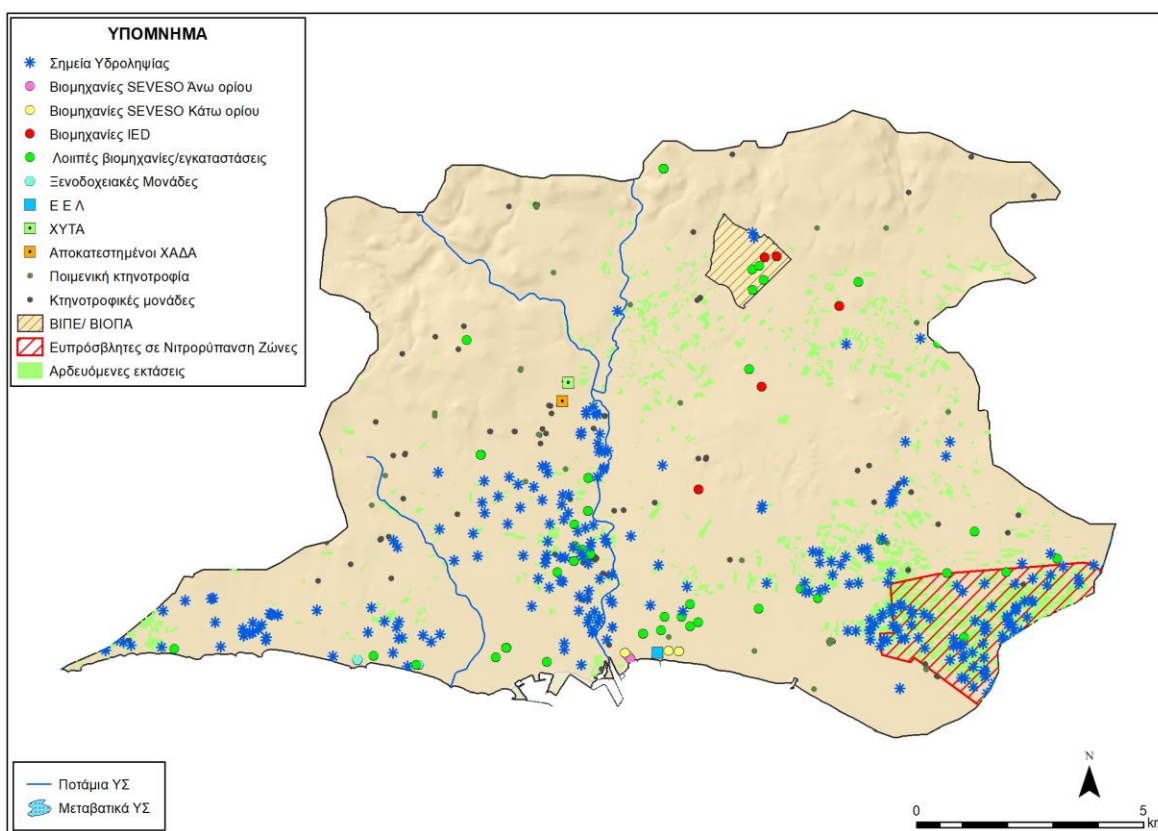 ΥΠΟΜΝΗΜΑ
Σημεία Υδροληψίας
Βιομηχανίες SEVESO Άνω ορίου
Βιομηχανίες SEVESO Κάτω ορίου
Βιομηχανίες IED
Λοιπές βιομηχανίες/εγκαταστάσεις
Ξενοδοχειακές Μονάδες
Ε Ε Λ
ΧΥΤΑ
Αποκατεστημένοι ΧΑΔΑ
Ποιμενική κτηνοτροφία
Κτηνοτροφικές μονάδες
ΒΙΠΕ/ ΒΙΟΠΑ
Ευπρόσβλητες σε Νιτρορύπανση Ζώνες
Αρδευόμενες εκτάσεις
Ποτάμια ΥΣ
Μεταβατικά ΥΣ
N
0 5
km